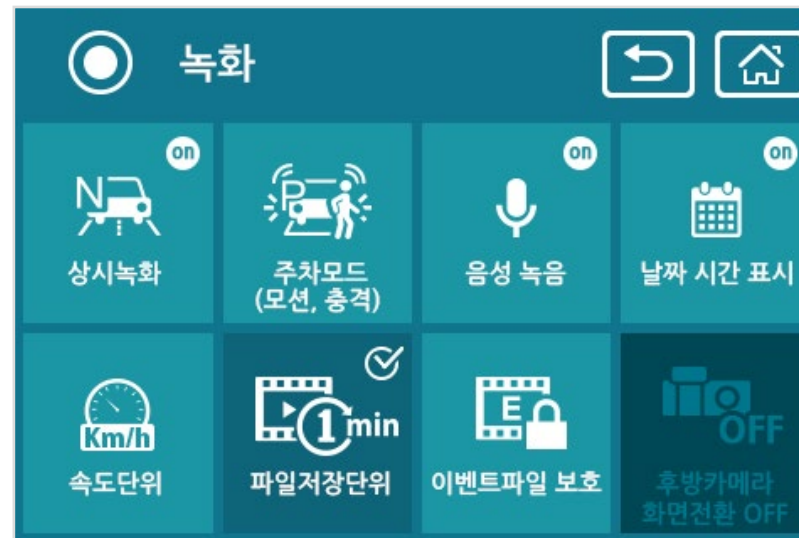 녹화
on
on
on
N
P
상시녹화
주차모드
(모션, 충격)
음성 녹음
날짜 시간 표시
Km/h
1min
E
OFF
속도단위
파일저장단위
이벤트파일 보호
후방카메라
화면전환 OFF